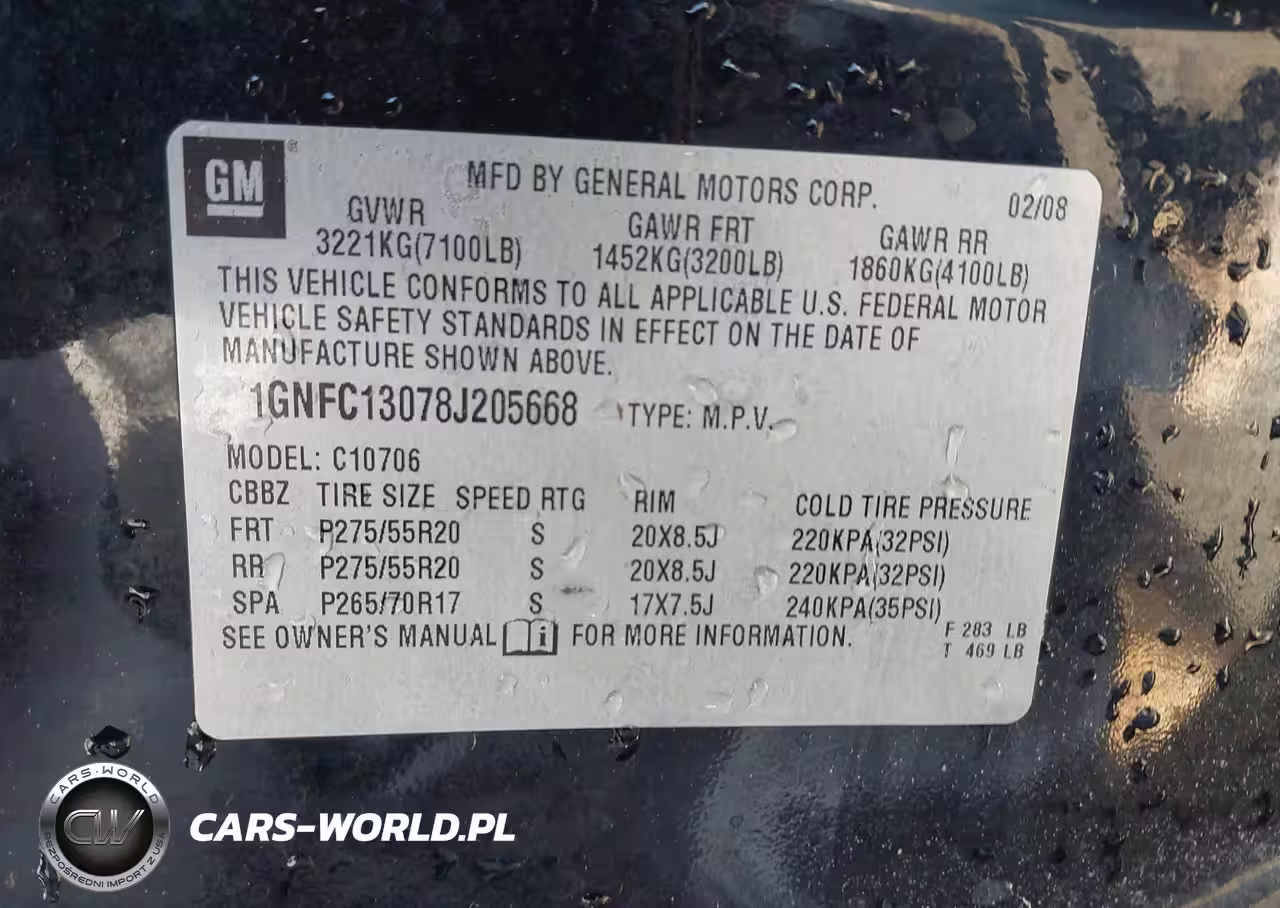 GM
MFD BY GENERAL MOTORS CORP.
02/08
GVWR GAWR FRT GAWR RR
3221KG(7100LB) 1452KG(3200LB) 1860KG(4100LB)
THIS VEHICLE CONFORMS TO ALL APPLICABLE U.S. FEDERAL MOTOR
VEHICLE SAFETY STANDARDS IN EFFECT ON THE DATE OF
MANUFACTURE SHOWN ABOVE.
1GNFC13078J205668 TYPE: M.P.V.
MODEL: C10706
CBBZ TIRE SIZE SPEED RTG RIM COLD TIRE PRESSURE
FRT P275/55R20 S 20X8.5J 220KPA(32PSI)
RR P275/55R20 S 20X8.5J 220KPA(32PSI)
SPA P265/70R17 S 17X7.5J 240KPA(35PSI)
SEE OWNER'S MANUAL i FOR MORE INFORMATION.
F 283 LB
T 469 LB
CARS-WORLD
CW
BEZPOŚREDNI IMPORT Z USA
CARS-WORLD.PL